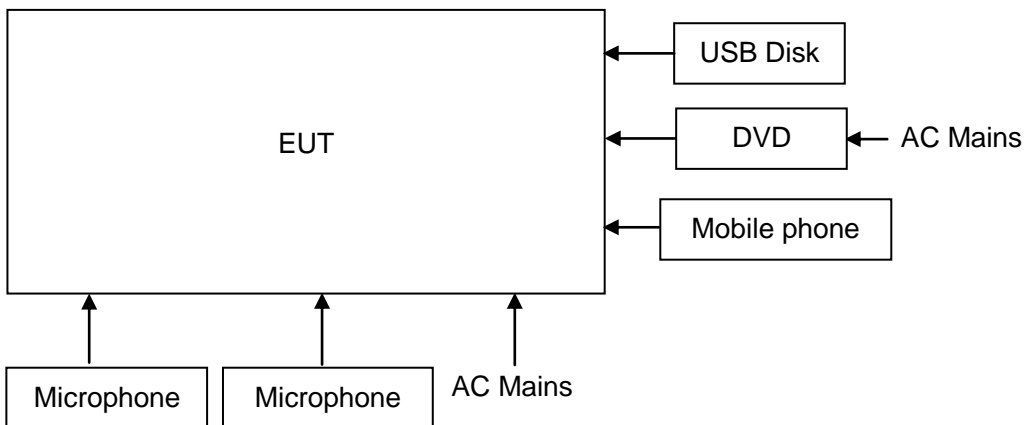 USB Disk
EUT
DVD
AC Mains
Mobile phone
Microphone
Microphone
AC Mains